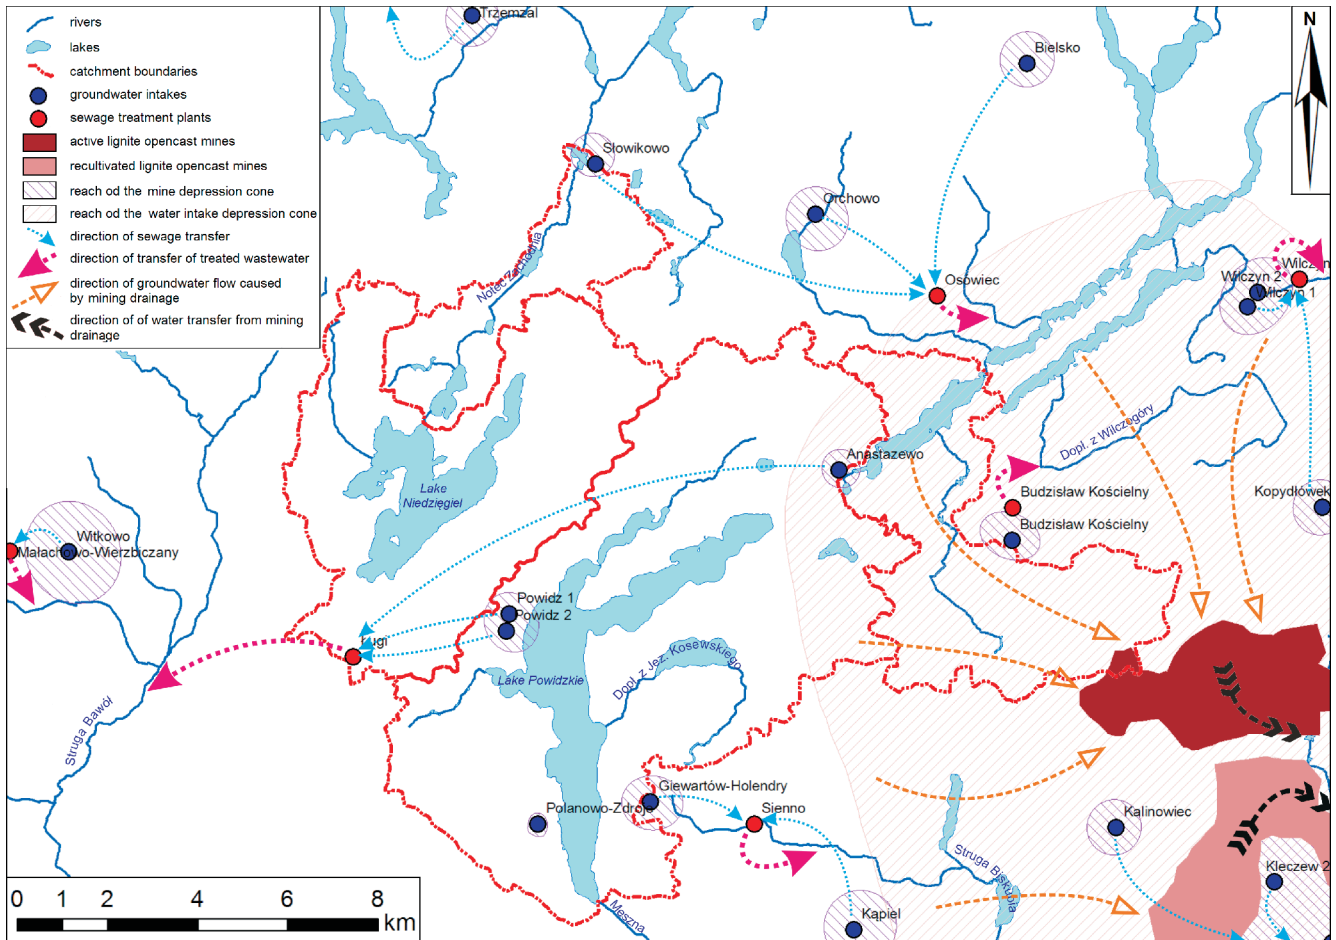 rivers
lakes
catchment boundaries
groundwater intakes
sewage treatment plants
active lignite opencast mines
recultivated lignite opencast mines
reach od the mine depression cone
reach od the water intake depression cone
direction of sewage transfer
direction of transfer of treated wastewater
direction of groundwater flow caused
by mining drainage
direction of of water transfer from mining
drainage
Trzemżal
Bielsko
N
Słowikowo
Orchowo
Noteć Zachodnia
Osowiec
Wilczyn
Wilczyn 2
Wilczyn 1
Dopł. z Wilczogóry
Anastazewo
Lake
Niedzięgiel
Budzisław Kościelny
Kopydłówek
Budzisław Kościelny
Witkowo
Małachowo-Wierzbiczany
Powidz 1
Powidz 2
Ługi
Lake Powidzkie
Dopł. z Jez. Kosewskiego
Struga Bawół
Giewartów-Holendry
Polanowo-Zdroje
Sienno
Kalinowiec
Struga Biskupia
Kleczew 2
Kąpiel
Meszna
0 1 2 4 6 8
km